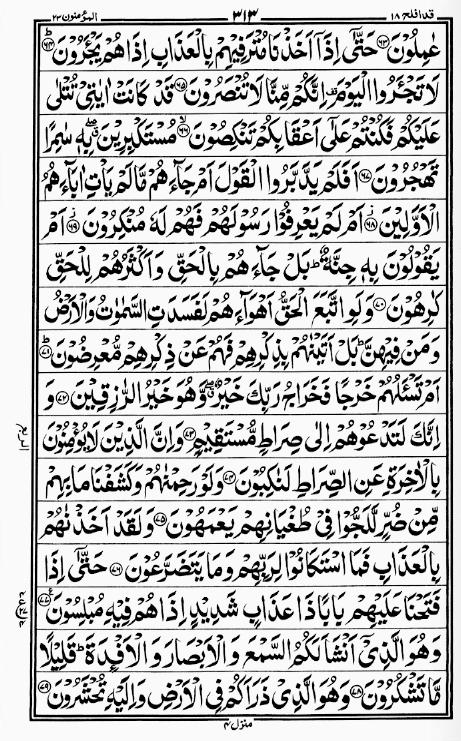 قد افلح ١٨
٣١٣
المؤمنون ٢٣
عٰمِلُوْنَ ﴿٦٣﴾ حَتّٰۤی اِذَاۤ اَخَذْنَا مُتْرَفِیْهِمْ بِالْعَذَابِ اِذَا هُمْ یَجْـَٔرُوْنَ ﴿٦٤﴾ؕ
لَا تَجْـَٔرُوا الْیَوْمَ ۫ اِنَّكُمْ مِّنَّا لَا تُنْصَرُوْنَ ﴿٦٥﴾ قَدْ كَانَتْ اٰیٰتِیْ تُتْلٰی
عَلَیْكُمْ فَكُنْتُمْ عَلٰۤی اَعْقَابِكُمْ تَنْكِصُوْنَ ﴿٦٦﴾ۙ مُسْتَكْبِرِیْنَ ۖۗ بِهٖ سٰمِرًا
تَهْجُرُوْنَ ﴿٦٧﴾ اَفَلَمْ یَدَّبَّرُوا الْقَوْلَ اَمْ جَآءَهُمْ مَّا لَمْ یَاْتِ اٰبَآءَهُمُ
الْاَوَّلِیْنَ ﴿٦٨﴾ؗ اَمْ لَمْ یَعْرِفُوْا رَسُوْلَهُمْ فَهُمْ لَهٗ مُنْكِرُوْنَ ﴿٦٩﴾ؗ اَمْ
یَقُوْلُوْنَ بِهٖ جِنَّةٌ ؕ بَلْ جَآءَهُمْ بِالْحَقِّ وَاَكْثَرُهُمْ لِلْحَقِّ
كٰرِهُوْنَ ﴿٧٠﴾ وَلَوِ اتَّبَعَ الْحَقُّ اَهْوَآءَهُمْ لَفَسَدَتِ السَّمٰوٰتُ وَالْاَرْضُ
وَمَنْ فِیْهِنَّ ؕ بَلْ اَتَیْنٰهُمْ بِذِكْرِهِمْ فَهُمْ عَنْ ذِكْرِهِمْ مُّعْرِضُوْنَ ﴿٧١﴾ؕ
اَمْ تَسْـَٔلُهُمْ خَرْجًا فَخَرَاجُ رَبِّكَ خَیْرٌ ۖۗ وَّهُوَ خَیْرُ الرّٰزِقِیْنَ ﴿٧٢﴾ وَ
اِنَّكَ لَتَدْعُوْهُمْ اِلٰی صِرَاطٍ مُّسْتَقِیْمٍ ﴿٧٣﴾ وَاِنَّ الَّذِیْنَ لَا یُؤْمِنُوْنَ
بِالْاٰخِرَةِ عَنِ الصِّرَاطِ لَنٰكِبُوْنَ ﴿٧٤﴾ وَلَوْ رَحِمْنٰهُمْ وَكَشَفْنَا مَا بِهِمْ
مِّنْ ضُرٍّ لَّلَجُّوْا فِیْ طُغْیَانِهِمْ یَعْمَهُوْنَ ﴿٧٥﴾ وَلَقَدْ اَخَذْنٰهُمْ
بِالْعَذَابِ فَمَا اسْتَكَانُوْا لِرَبِّهِمْ وَمَا یَتَضَرَّعُوْنَ ﴿٧٦﴾ حَتّٰۤی اِذَا
فَتَحْنَا عَلَیْهِمْ بَابًا ذَا عَذَابٍ شَدِیْدٍ اِذَا هُمْ فِیْهِ مُبْلِسُوْنَ ﴿٧٧﴾ۧ
وَهُوَ الَّذِیْۤ اَنْشَاَ لَكُمُ السَّمْعَ وَالْاَبْصَارَ وَالْاَفْـِٕدَةَ ؕ قَلِیْلًا
مَّا تَشْكُرُوْنَ ﴿٧٨﴾ وَهُوَ الَّذِیْ ذَرَاَكُمْ فِی الْاَرْضِ وَاِلَیْهِ تُحْشَرُوْنَ ﴿٧٩﴾
الربع
منزل ٤